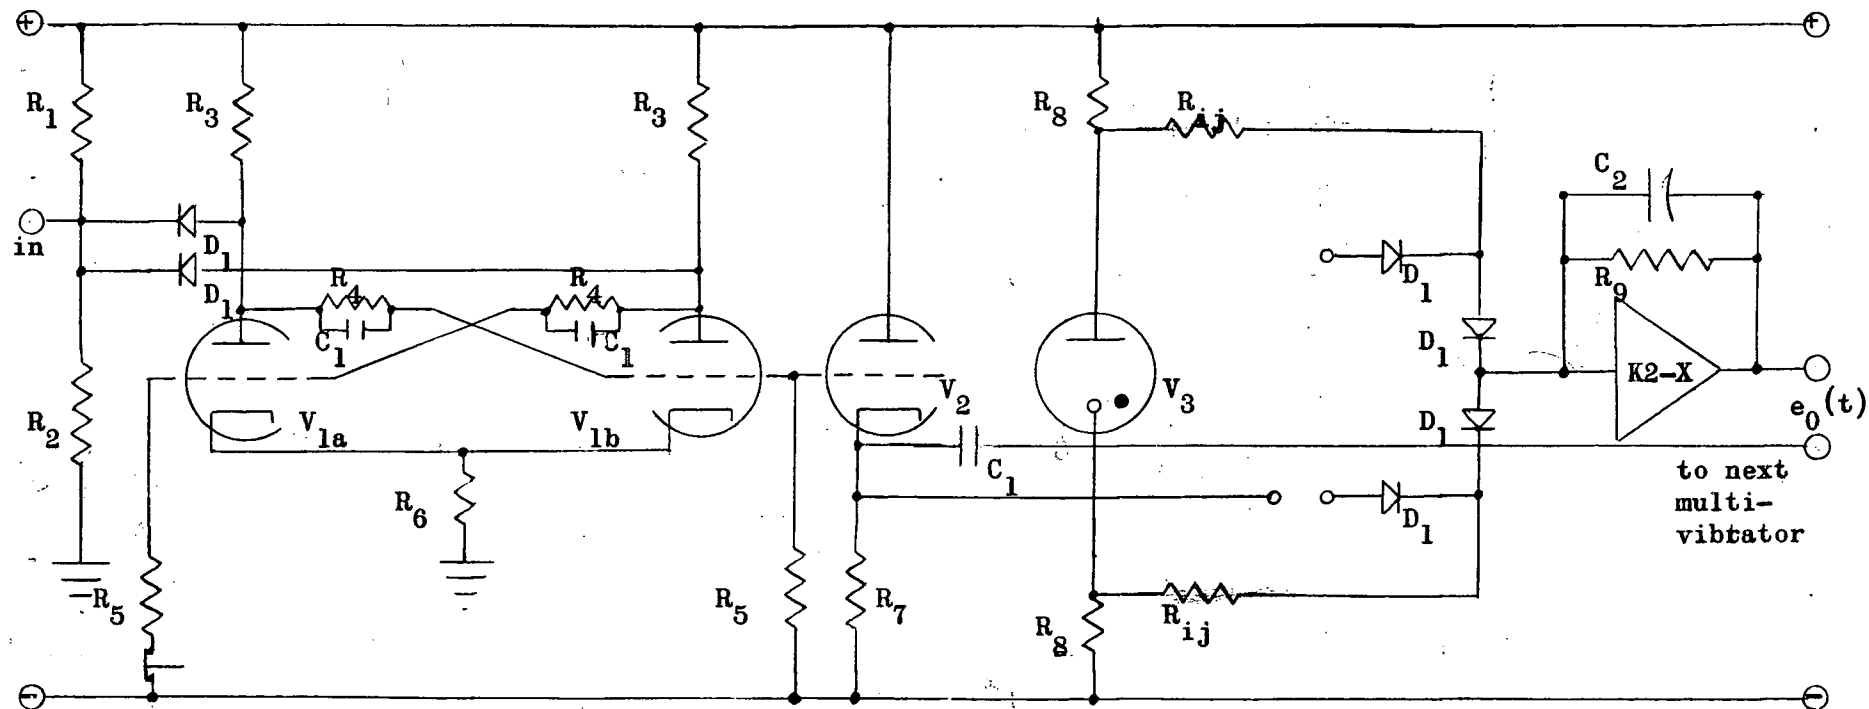 +
+
R1
R3
R3
R8
Rij
C2
in
D1
D1
R4
R4
D1
R9
C1
C1
D1
K2-X
V2
V3
e0(t)
R2
V1a
V1b
D1
C1
to next
multi-
vibrator
R6
D1
R5
R5
R7
Rij
R8
-
-